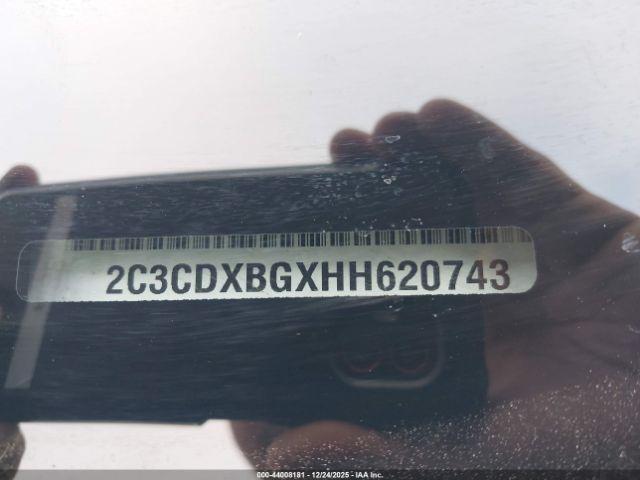 2C3CDXBGXHH620743
000-44008181 - 12/24/2025 - IAA Inc.